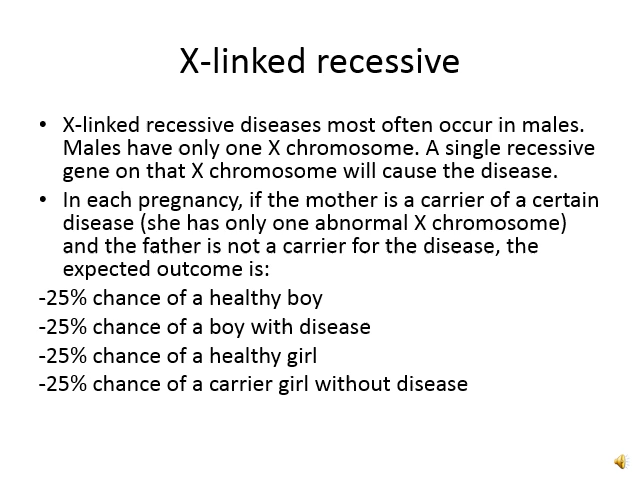 X-linked recessive
• X-linked recessive diseases most often occur in males.
Males have only one X chromosome. A single recessive
gene on that X chromosome will cause the disease.
• In each pregnancy, if the mother is a carrier of a certain
disease (she has only one abnormal X chromosome)
and the father is not a carrier for the disease, the
expected outcome is:
-25% chance of a healthy boy
-25% chance of a boy with disease
-25% chance of a healthy girl
-25% chance of a carrier girl without disease